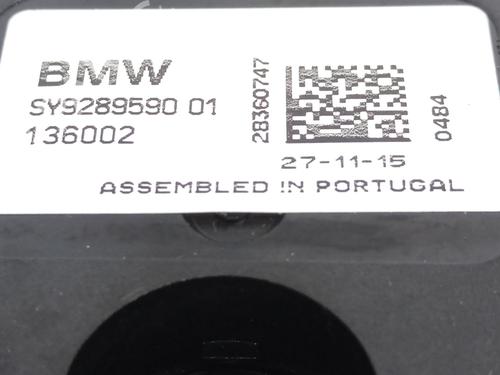 BMW
SY9289590 01
136002
28360747
0484
27-11-15
ASSEMBLED IN PORTUGAL